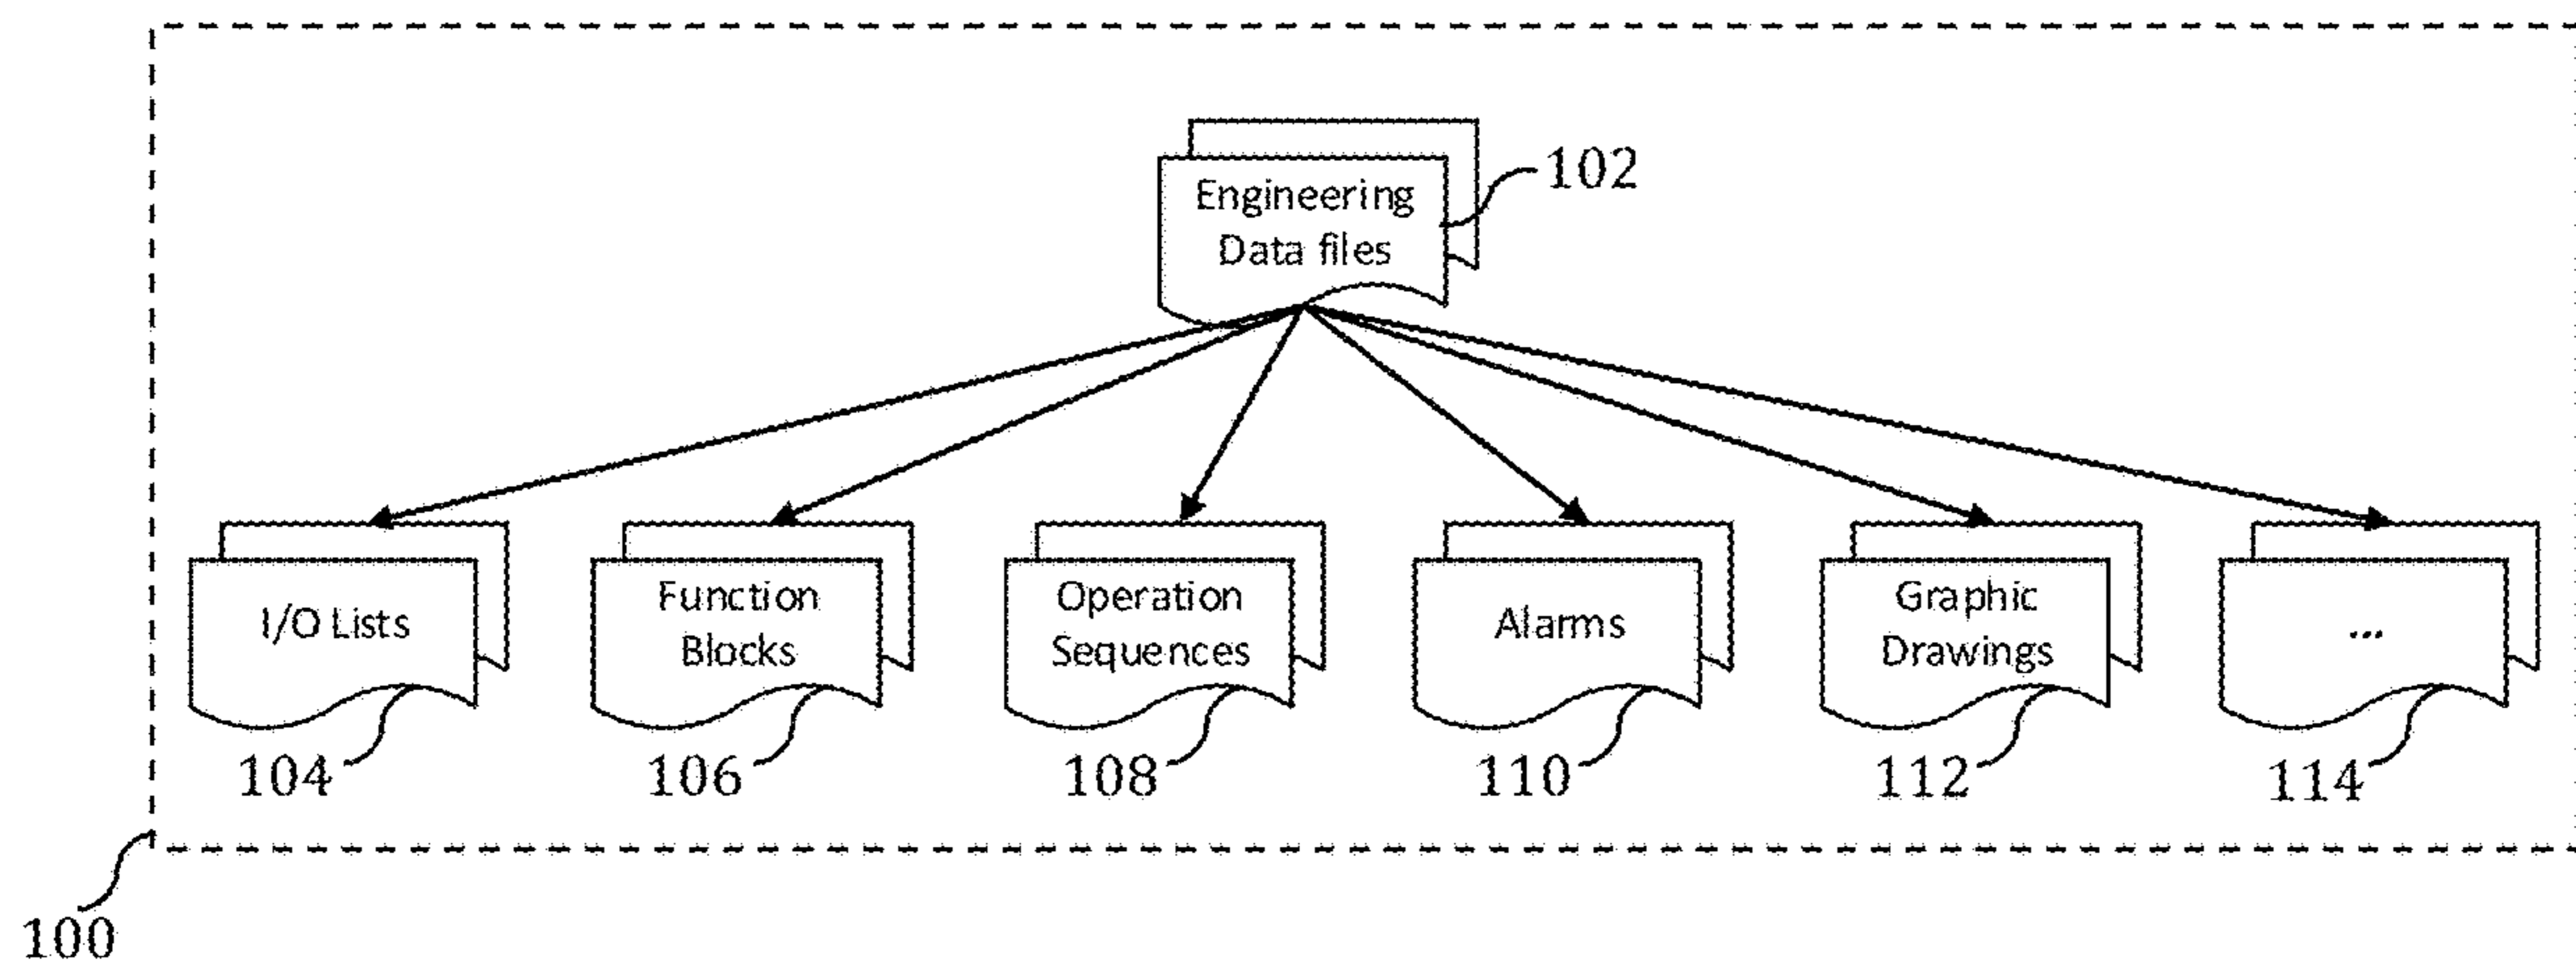 Engineering
Data files
102
I/O Lists
Function
Blocks
Operation
Sequences
Alarms
Graphic
Drawings
...
104
106
108
110
112
114
100